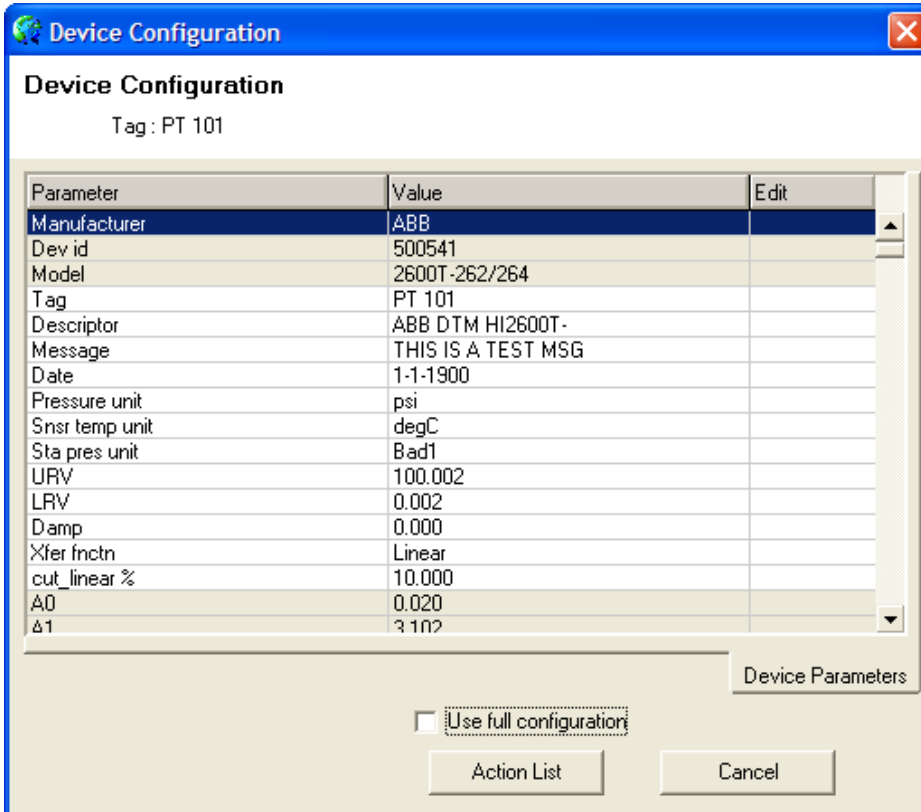 Device Configuration
Device Configuration
Tag : PT 101
Parameter Value Edit
Manufacturer ABB
Dev id 500541
Model 2600T-262/264
Tag PT 101
Descriptor ABB DTM HI2600T-
Message THIS IS A TEST MSG
Date 1-1-1900
Pressure unit psi
Snsr temp unit degC
Sta pres unit Bad1
URV 100.002
LRV 0.002
Damp 0.000
Xfer fnctn Linear
cut_linear % 10.000
A0 0.020
A1 3.102
Device Parameters
Use full configuration
Action List Cancel